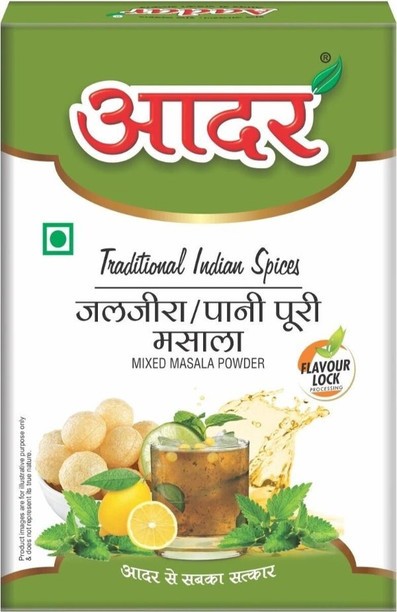 आदर
®
Traditional Indian Spices
जलजीरा/पानी पूरी
मसाला
MIXED MASALA POWDER
FLAVOUR
LOCK
PROCESSING
Product images are for illustrative purpose only
& does not represent its true nature.
आदर से सबका सत्कार